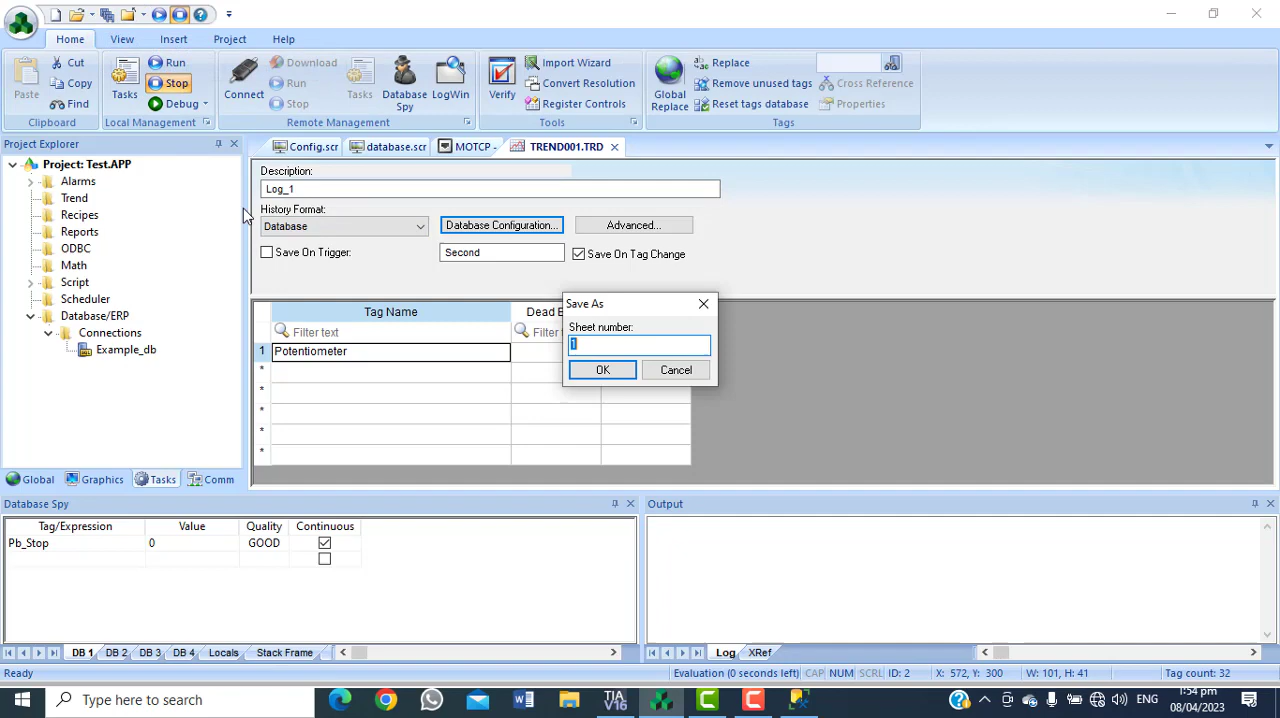 Home View Insert Project Help
Paste
Cut
Copy
Find
Clipboard
Tasks
Run
Stop
Debug
Local Management
Connect
Download
Run
Stop
Tasks
Database Spy
LogWin
Remote Management
Verify
Import Wizard
Convert Resolution
Register Controls
Tools
Global Replace
Replace
Remove unused tags
Reset tags database
Cross Reference
Properties
Tags
Project Explorer
Project: Test.APP
Alarms
Trend
Recipes
Reports
ODBC
Math
Script
Scheduler
Database/ERP
Connections
Example_db
Global Graphics Tasks Comm
Config.scr database.scr MOTCP - TREND001.TRD
Description:
Log_1
History Format:
Database
Database Configuration...
Advanced...
Save On Trigger:
Second
Save On Tag Change
Tag Name Dead B
Filter text Filter
1 Potentiometer
*
*
*
*
*
Save As
Sheet number:
1
OK Cancel
Database Spy
Tag/Expression Value Quality Continuous
Pb_Stop 0 GOOD
DB 1 DB 2 DB 3 DB 4 Locals Stack Frame
Output
Log XRef
Ready Evaluation (0 seconds left) CAP NUM SCRL ID: 2 X: 572, Y: 300 W: 101, H: 41 Tag count: 32
Type here to search
TIA V16
ENG
1:54 pm
08/04/2023